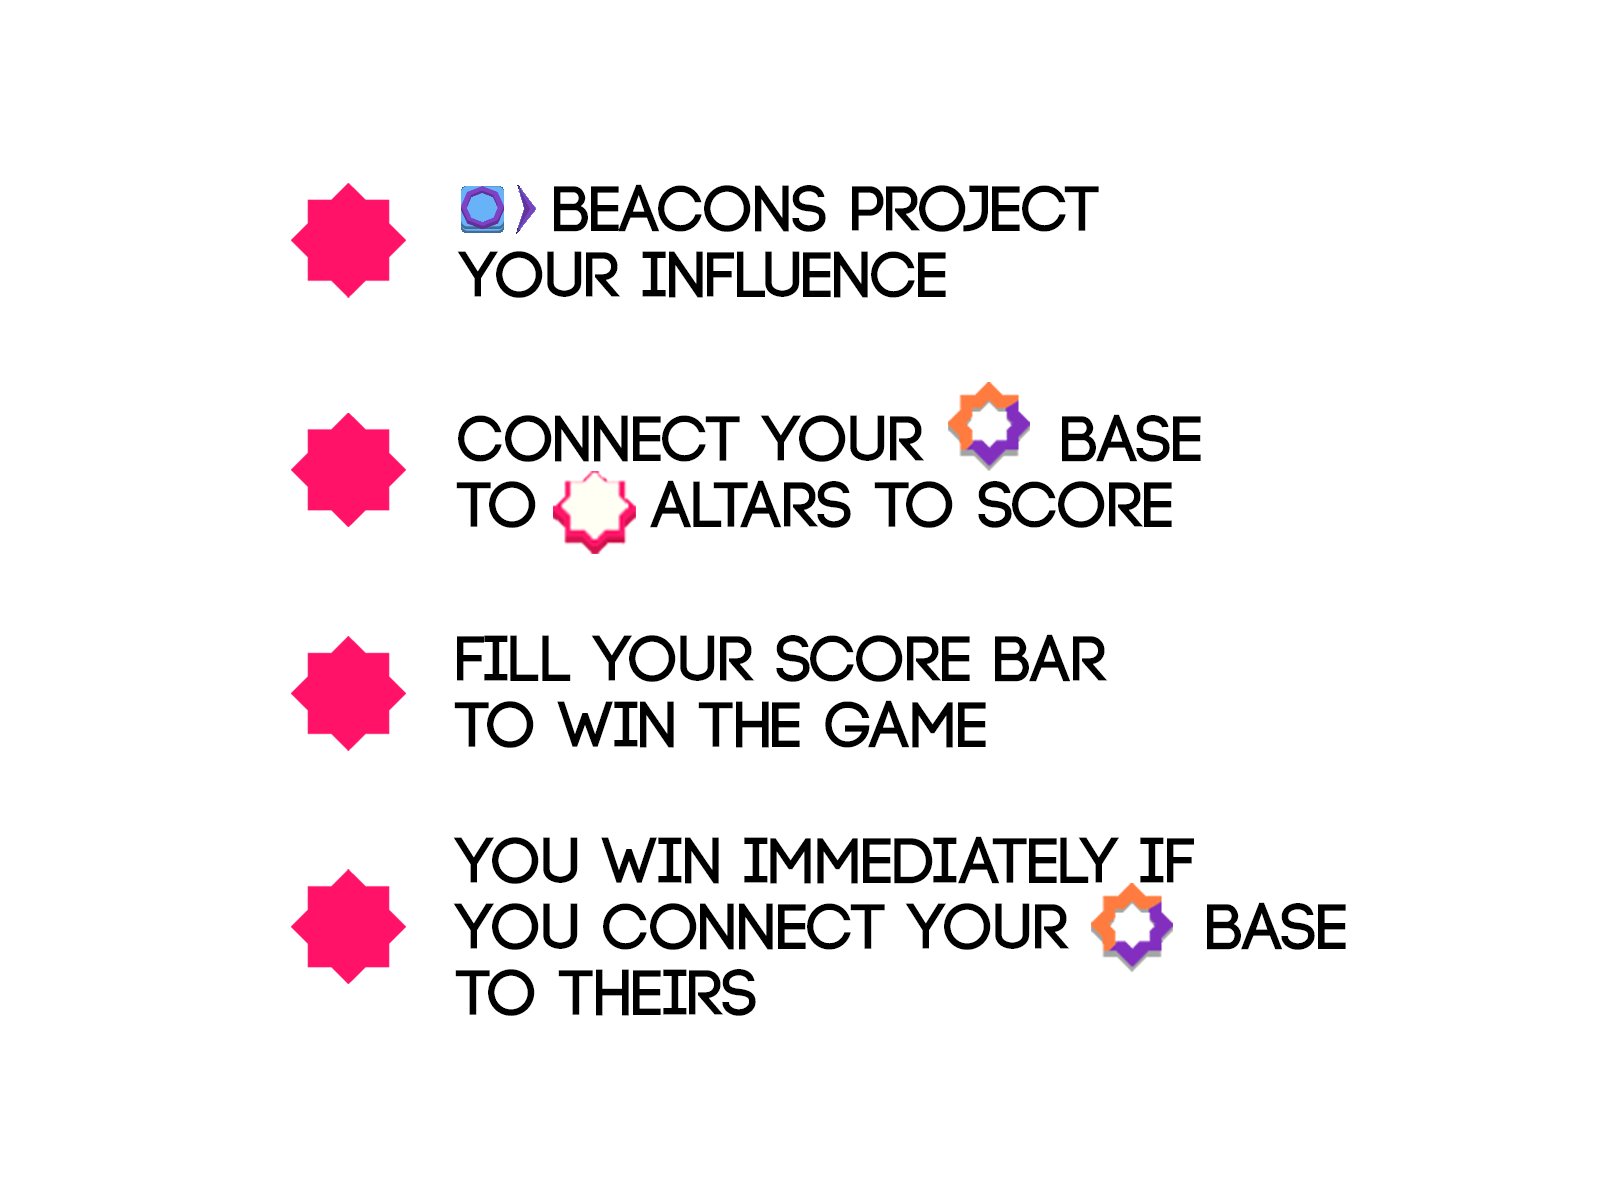 BEACONS PROJECT
YOUR INFLUENCE
CONNECT YOUR BASE
TO ALTARS TO SCORE
FILL YOUR SCORE BAR
TO WIN THE GAME
YOU WIN IMMEDIATELY IF
YOU CONNECT YOUR BASE
TO THEIRS